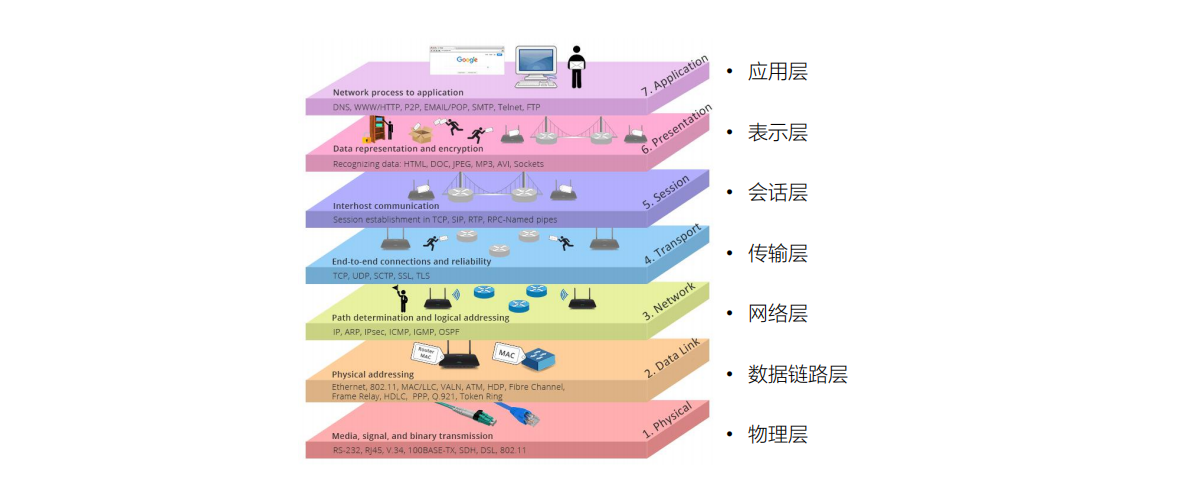 Google
7. Application
• 应用层
Network process to application
DNS, WWW/HTTP, P2P, EMAIL/POP, SMTP, Telnet, FTP
6. Presentation
• 表示层
Data representation and encryption
Recognizing data: HTML, DOC, JPEG, MP3, AVI, Sockets
5. Session
• 会话层
Interhost communication
Session establishment in TCP, SIP, RTP, RPC-Named pipes
4. Transport
• 传输层
End-to-end connections and reliability
TCP, UDP, SCTP, SSL, TLS
3. Network
• 网络层
Path determination and logical addressing
IP, ARP, IPsec, ICMP, IGMP, OSPF
2. Data Link
• 数据链路层
Router
MAC
MAC
Physical addressing
Ethernet, 802.11, MAC/LLC, VALN, ATM, HDP, Fibre Channel,
Frame Relay, HDLC, PPP, Q.921, Token Ring
1. Physical
• 物理层
Media, signal, and binary transmission
RS-232, RJ45, V.34, 100BASE-TX, SDH, DSL, 802.11